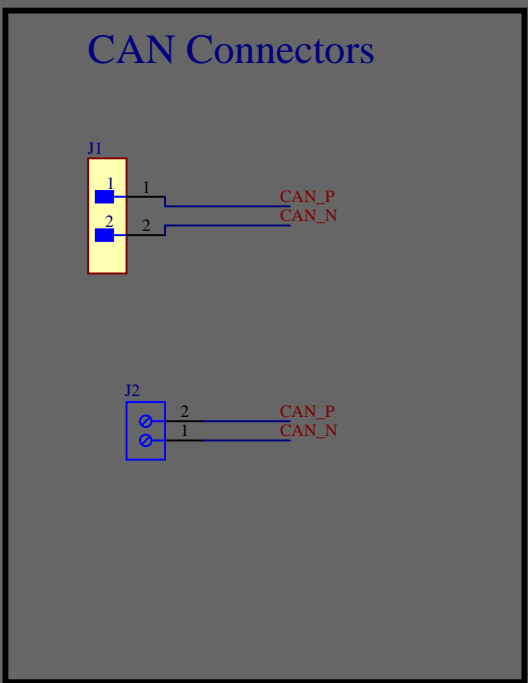 CAN Connectors
J1
1 1 CAN_P
CAN_N
2 2
J2
2 CAN_P
1 CAN_N